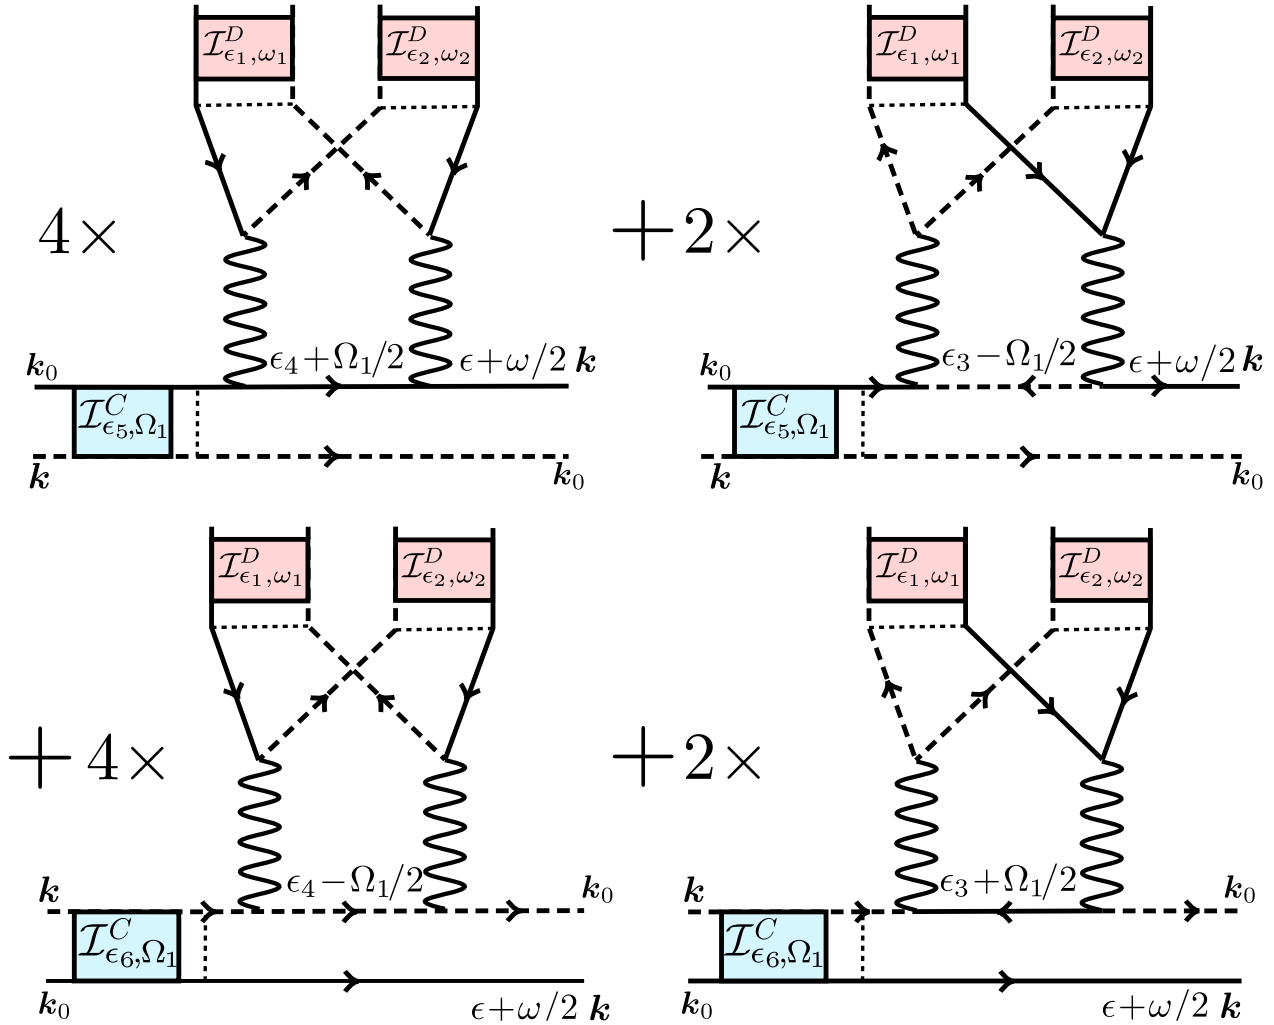 𝓘^D_{ϵ₁,ω₁} 𝓘^D_{ϵ₂,ω₂} 𝓘^D_{ϵ₁,ω₁} 𝓘^D_{ϵ₂,ω₂}
4× +2×
k₀ ϵ₄+Ω₁/2 ϵ+ω/2 k k₀ ϵ₃−Ω₁/2 ϵ+ω/2 k
𝓘^C_{ϵ₅,Ω₁} 𝓘^C_{ϵ₅,Ω₁}
k k₀ k k₀
𝓘^D_{ϵ₁,ω₁} 𝓘^D_{ϵ₂,ω₂} 𝓘^D_{ϵ₁,ω₁} 𝓘^D_{ϵ₂,ω₂}
+4× +2×
k ϵ₄−Ω₁/2 k₀ k ϵ₃+Ω₁/2 k₀
𝓘^C_{ϵ₆,Ω₁} 𝓘^C_{ϵ₆,Ω₁}
k₀ ϵ+ω/2 k k₀ ϵ+ω/2 k